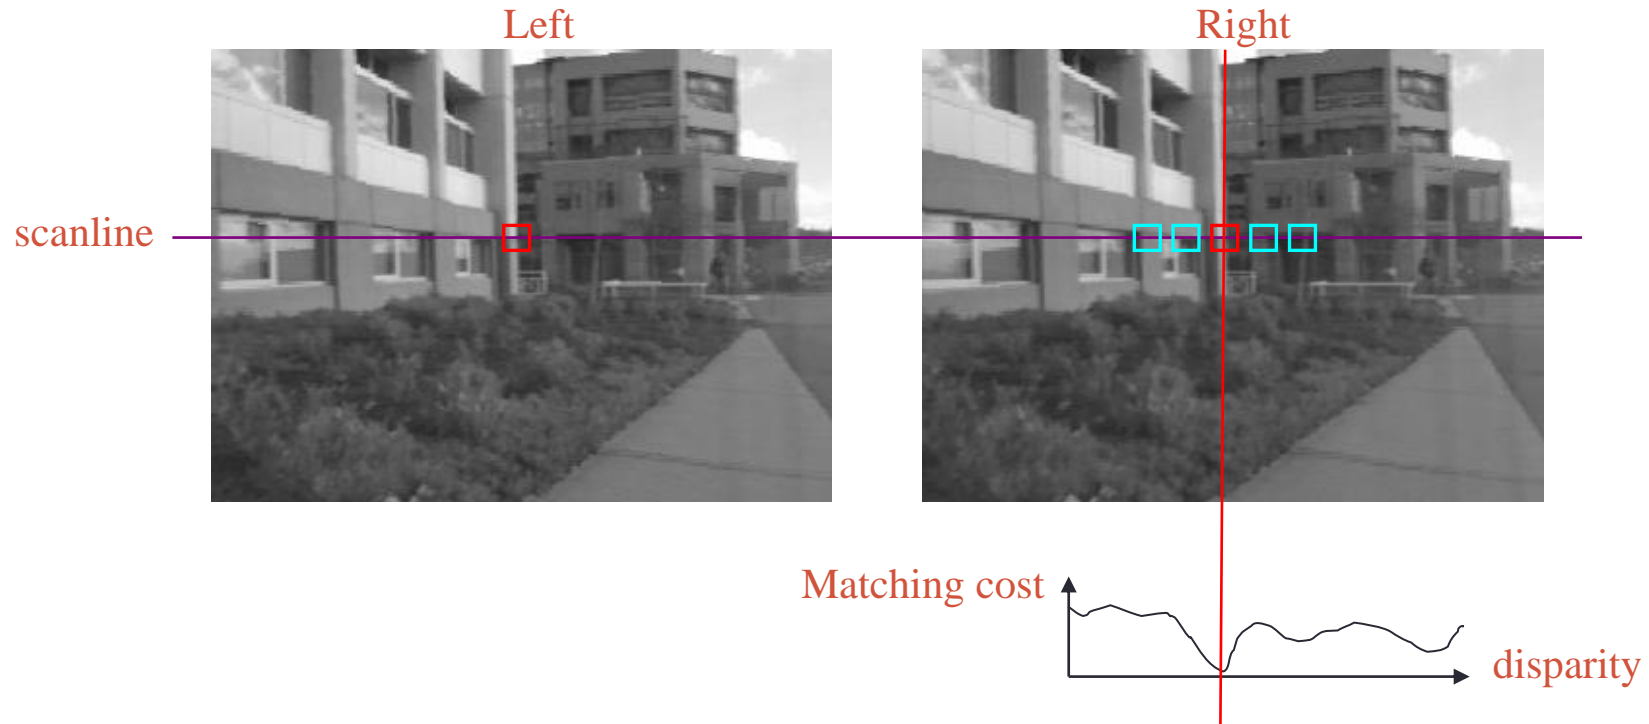 Left
Right
scanline
Matching cost
disparity